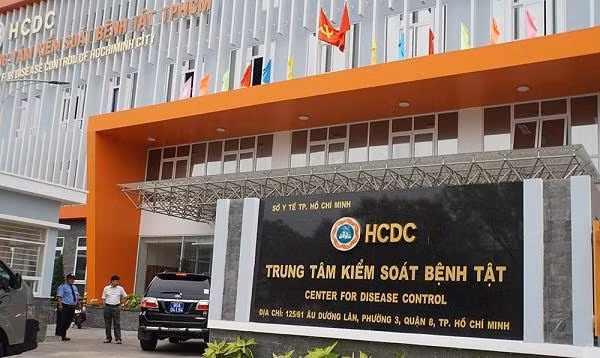 HCDC
TÂM KIỂM SOÁT BỆNH TẬT TPHCM
FOR DISEASE CONTROL OF HOCHIMINH CITY
SỞ Y TẾ TP. HỒ CHÍ MINH
HCDC
TRUNG TÂM KIỂM SOÁT BỆNH TẬT
CENTER FOR DISEASE CONTROL
ĐỊA CHỈ: 125/61 ÂU DƯƠNG LÂN, PHƯỜNG 3, QUẬN 8, TP. HỒ CHÍ MINH